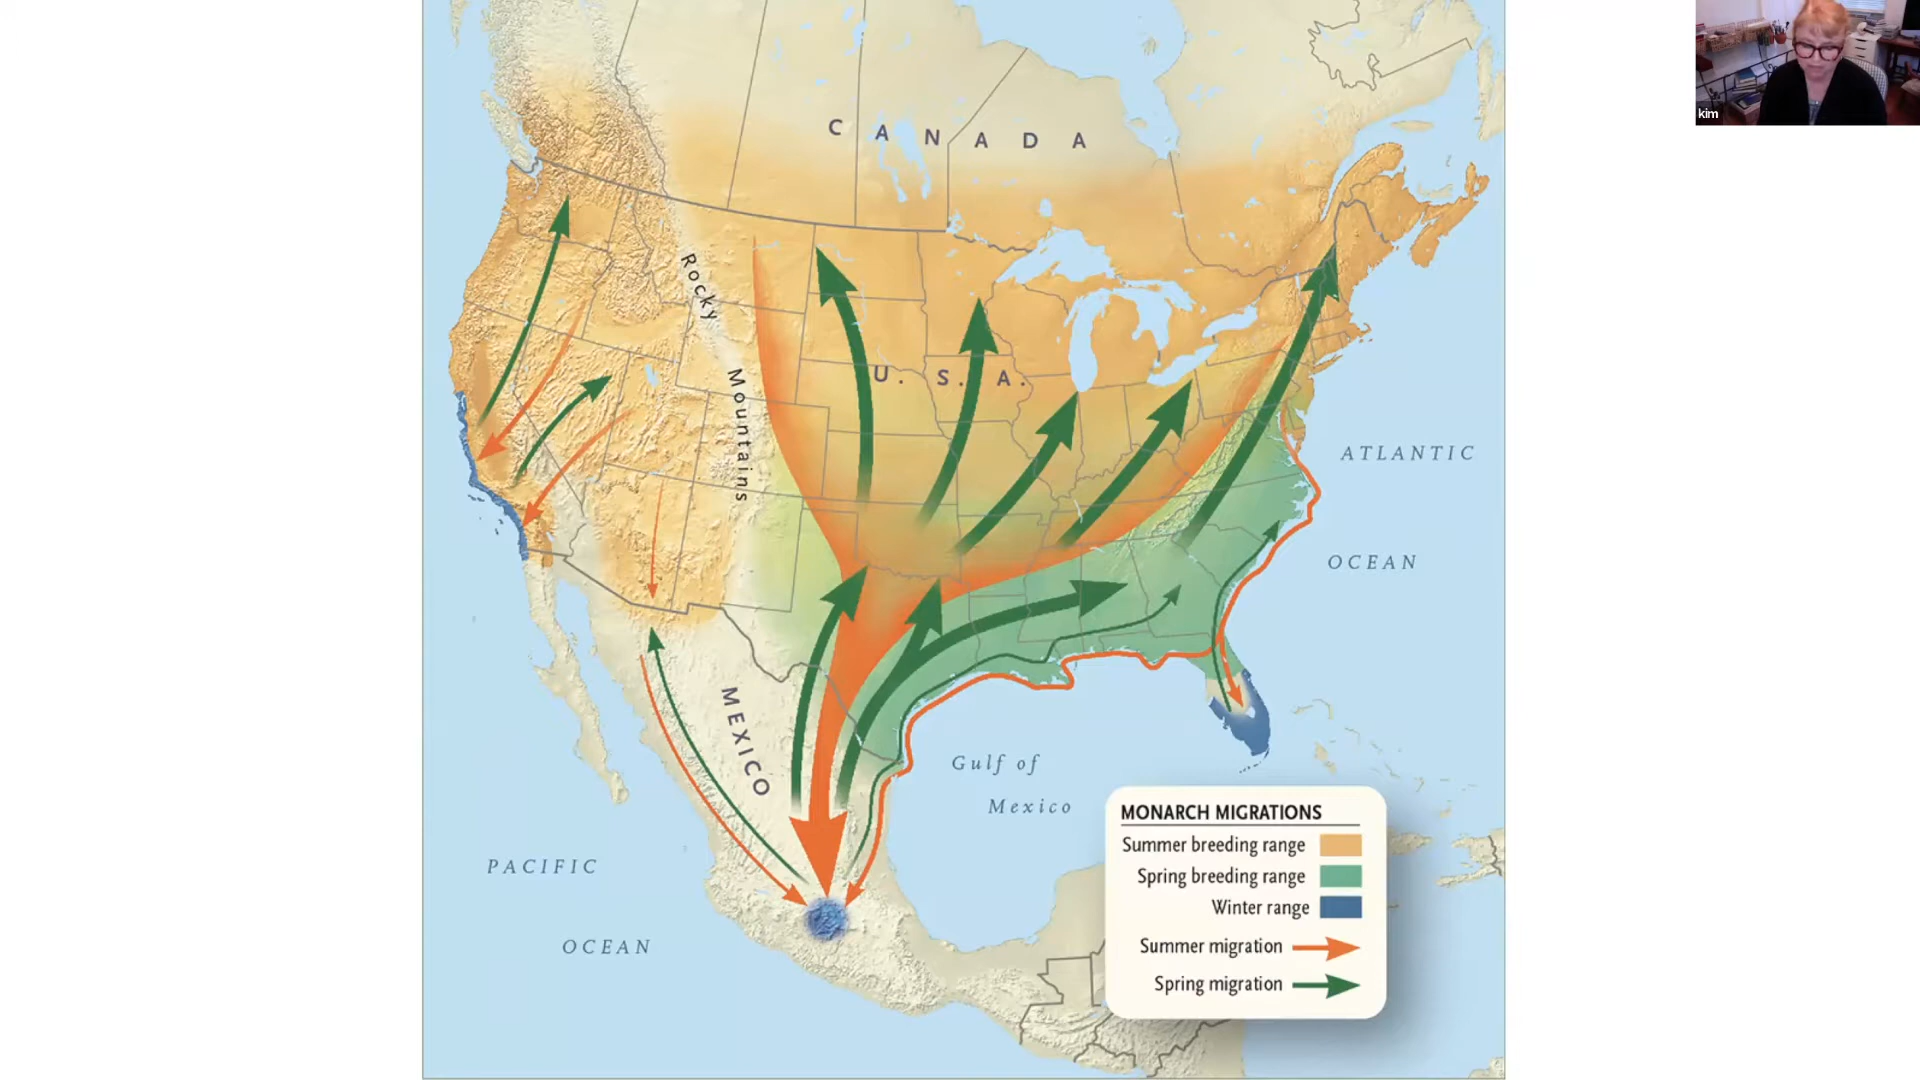 kim
CANADA
Rocky Mountains
U. S. A.
ATLANTIC
OCEAN
MEXICO
Gulf of
Mexico
PACIFIC
OCEAN
MONARCH MIGRATIONS
Summer breeding range
Spring breeding range
Winter range
Summer migration
Spring migration